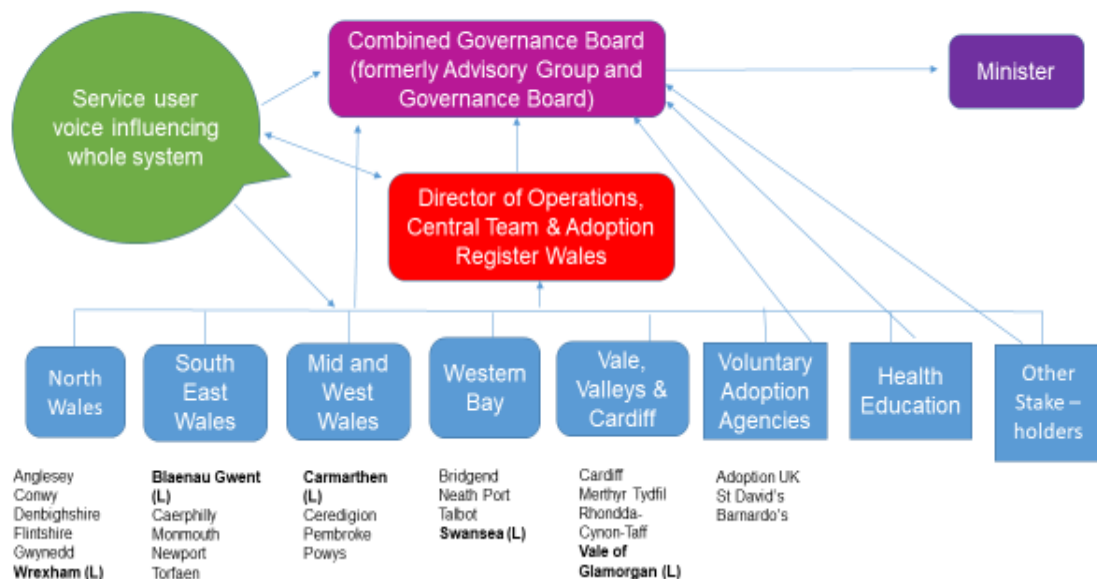 Service user
voice influencing
whole system
Combined Governance Board
(formerly Advisory Group and
Governance Board)
Minister
Director of Operations,
Central Team & Adoption
Register Wales
North
Wales
South
East
Wales
Mid and
West
Wales
Western
Bay
Vale,
Valleys &
Cardiff
Voluntary
Adoption
Agencies
Health
Education
Other
Stake –
holders
Anglesey
Conwy
Denbighshire
Flintshire
Gwynedd
Wrexham (L)
Blaenau Gwent
(L)
Caerphilly
Monmouth
Newport
Torfaen
Carmarthen
(L)
Ceredigion
Pembroke
Powys
Bridgend
Neath Port
Talbot
Swansea (L)
Cardiff
Merthyr Tydfil
Rhondda-
Cynon-Taff
Vale of
Glamorgan (L)
Adoption UK
St David's
Barnardo's